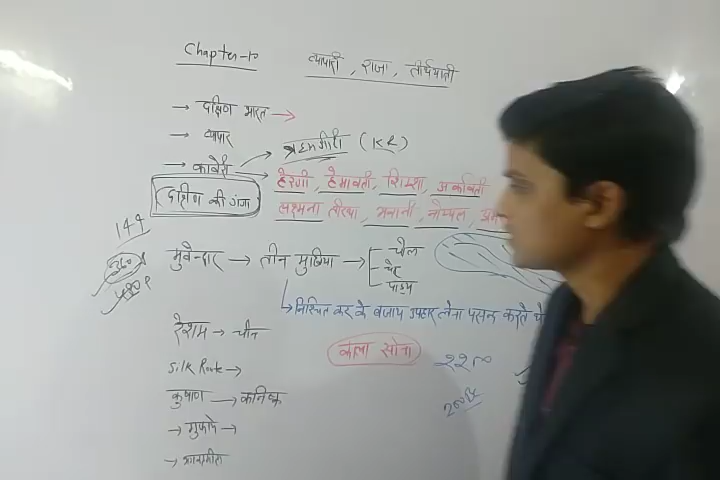 Chapter-10 व्यापारी, राजा, तीर्थयात्री
→ दक्षिण भारत →
→ व्यापार
→ कावेरी → ब्रह्मगिरी (KR)
→ हेरंगी, हेमावती, शिम्शा, अर्कावती
दक्षिण की गंगा
लक्ष्मना तीरथा, भवानी, नोय्यल,
149
मुवेन्दार → तीन मुखिया → चोल
चेर
पाड्य
↳ निश्चित कर के बजाय उपहार लेना पसन्द करते थे
रेशम → चीन
काला सोना
Silk Route →
कुषाण → कनिष्क
→ गुफाये →